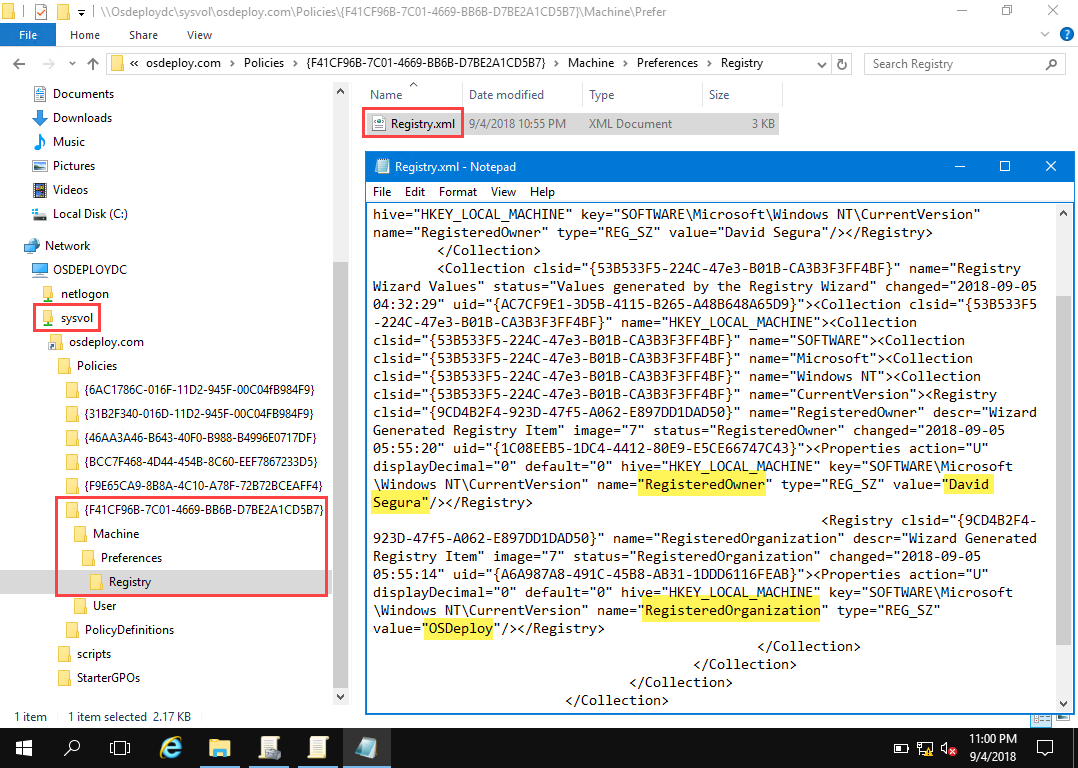 \\Osdeploydc\sysvol\osdeploy.com\Policies\{F41CF96B-7C01-4669-BB6B-D7BE2A1CD5B7}\Machine\Prefer
File Home Share View
« osdeploy.com > Policies > {F41CF96B-7C01-4669-BB6B-D7BE2A1CD5B7} > Machine > Preferences > Registry
Search Registry
Documents
Downloads
Music
Pictures
Videos
Local Disk (C:)
Network
OSDEPLOYDC
netlogon
sysvol
osdeploy.com
Policies
{6AC1786C-016F-11D2-945F-00C04fB984F9}
{31B2F340-016D-11D2-945F-00C04FB984F9}
{46AA3A46-B643-40F0-B988-B4996E0717DF}
{BCC7F468-4D44-454B-8C60-EEF7867233D5}
{F9E65CA9-8B8A-4C10-A78F-72B72BCEAFF4}
{F41CF96B-7C01-4669-BB6B-D7BE2A1CD5B7}
Machine
Preferences
Registry
User
PolicyDefinitions
scripts
StarterGPOs
Name Date modified Type Size
Registry.xml 9/4/2018 10:55 PM XML Document 3 KB
Registry.xml - Notepad
File Edit Format View Help
hive="HKEY_LOCAL_MACHINE" key="SOFTWARE\Microsoft\Windows NT\CurrentVersion"
name="RegisteredOwner" type="REG_SZ" value="David Segura"/></Registry>
</Collection>
<Collection clsid="{53B533F5-224C-47e3-B01B-CA3B3F3FF4BF}" name="Registry
Wizard Values" status="Values generated by the Registry Wizard" changed="2018-09-05
04:32:29" uid="{AC7CF9E1-3D5B-4115-B265-A48B648A65D9}"><Collection clsid="{53B533F5
-224C-47e3-B01B-CA3B3F3FF4BF}" name="HKEY_LOCAL_MACHINE"><Collection
clsid="{53B533F5-224C-47e3-B01B-CA3B3F3FF4BF}" name="SOFTWARE"><Collection
clsid="{53B533F5-224C-47e3-B01B-CA3B3F3FF4BF}" name="Microsoft"><Collection
clsid="{53B533F5-224C-47e3-B01B-CA3B3F3FF4BF}" name="Windows NT"><Collection
clsid="{53B533F5-224C-47e3-B01B-CA3B3F3FF4BF}" name="CurrentVersion"><Registry
clsid="{9CD4B2F4-923D-47f5-A062-E897DD1DAD50}" name="RegisteredOwner" descr="Wizard
Generated Registry Item" image="7" status="RegisteredOwner" changed="2018-09-05
05:55:20" uid="{1C08EEB5-1DC4-4412-80E9-E5CE66747C43}"><Properties action="U"
displayDecimal="0" default="0" hive="HKEY_LOCAL_MACHINE" key="SOFTWARE\Microsoft
\Windows NT\CurrentVersion" name="RegisteredOwner" type="REG_SZ" value="David
Segura"/></Registry>
<Registry clsid="{9CD4B2F4-
923D-47f5-A062-E897DD1DAD50}" name="RegisteredOrganization" descr="Wizard Generated
Registry Item" image="7" status="RegisteredOrganization" changed="2018-09-05
05:55:14" uid="{A6A987A8-491C-45B8-AB31-1DDD6116FEAB}"><Properties action="U"
displayDecimal="0" default="0" hive="HKEY_LOCAL_MACHINE" key="SOFTWARE\Microsoft
\Windows NT\CurrentVersion" name="RegisteredOrganization" type="REG_SZ"
value="OSDeploy"/></Registry>
</Collection>
</Collection>
</Collection>
</Collection>
1 item 1 item selected 2.17 KB
11:00 PM
9/4/2018